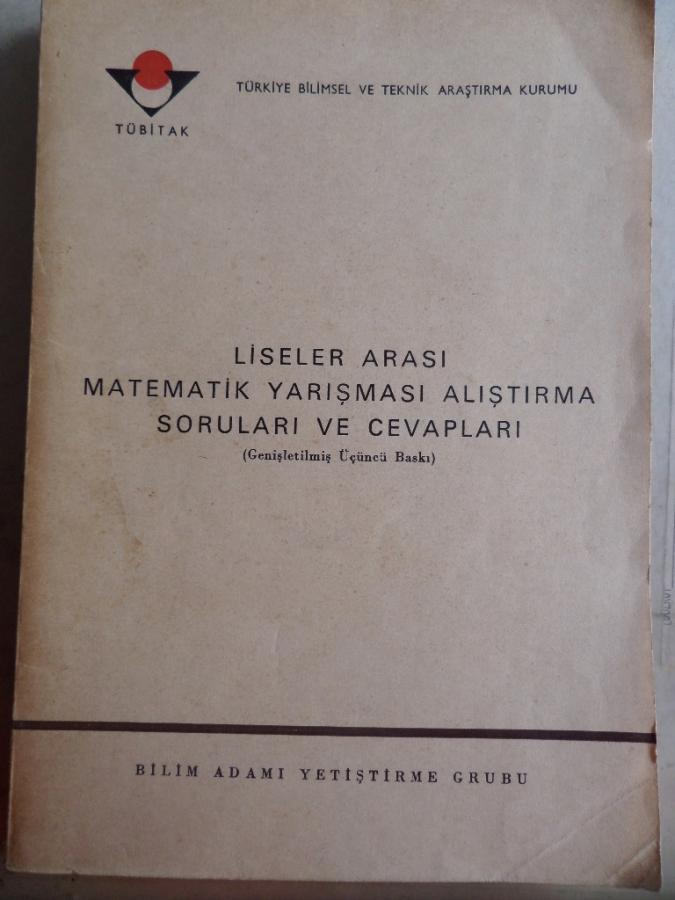 TÜRKİYE BİLİMSEL VE TEKNİK ARAŞTIRMA KURUMU
TÜBİTAK
LİSELER ARASI
MATEMATİK YARIŞMASI ALIŞTIRMA
SORULARI VE CEVAPLARI
(Genişletilmiş Üçüncü Baskı)
BİLİM ADAMI YETİŞTİRME GRUBU